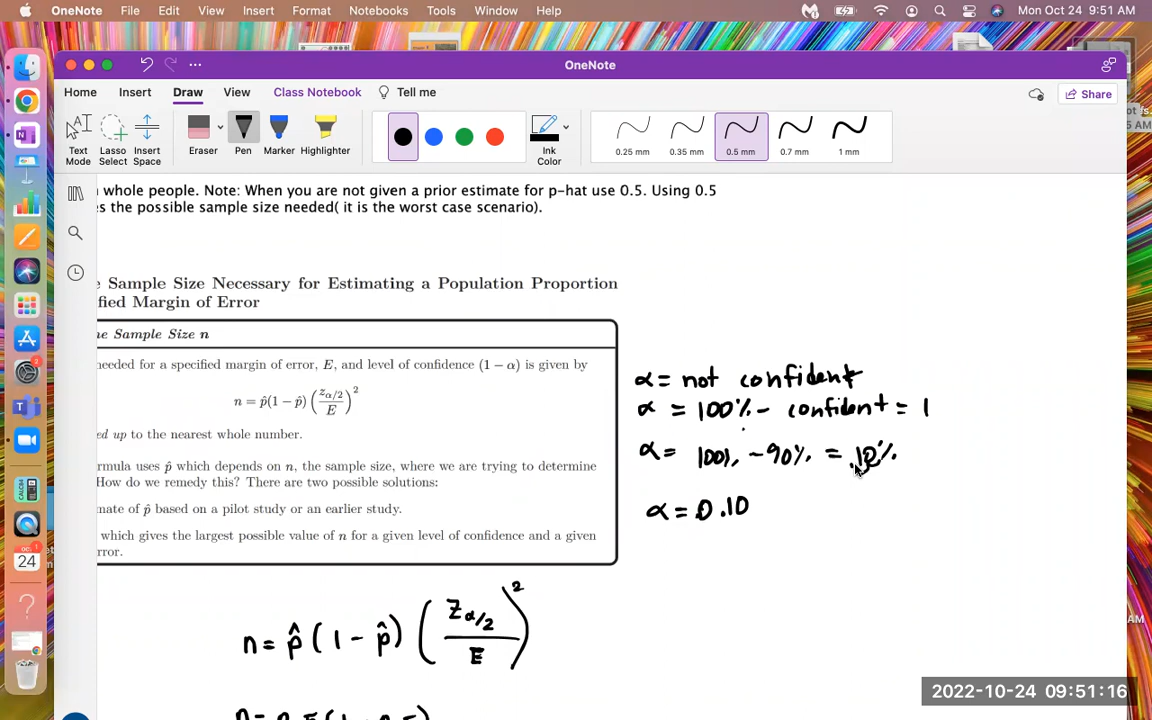 OneNote File Edit View Insert Format Notebooks Tools Window Help Mon Oct 24 9:51 AM
OneNote
Home Insert Draw View Class Notebook Tell me Share
Text Mode Lasso Select Insert Space Eraser Pen Marker Highlighter Ink Color 0.25 mm 0.35 mm 0.5 mm 0.7 mm 1 mm
whole people. Note: When you are not given a prior estimate for p-hat use 0.5. Using 0.5
es the possible sample size needed( it is the worst case scenario).
e Sample Size Necessary for Estimating a Population Proportion
ified Margin of Error
he Sample Size n
needed for a specified margin of error, E, and level of confidence (1 − α) is given by
n = p̂(1 − p̂) (z_{α/2}/E)^2
ed up to the nearest whole number.
rmula uses p̂ which depends on n, the sample size, where we are trying to determine
How do we remedy this? There are two possible solutions:
mate of p̂ based on a pilot study or an earlier study.
which gives the largest possible value of n for a given level of confidence and a given
rror.
α = not confident
α = 100% − confident = 1
α = 100% − 90% = .10%
α = 0.10
n = p̂ (1 − p̂) (Z_{α/2}/E)^2
OCT
24
2022-10-24 09:51:16